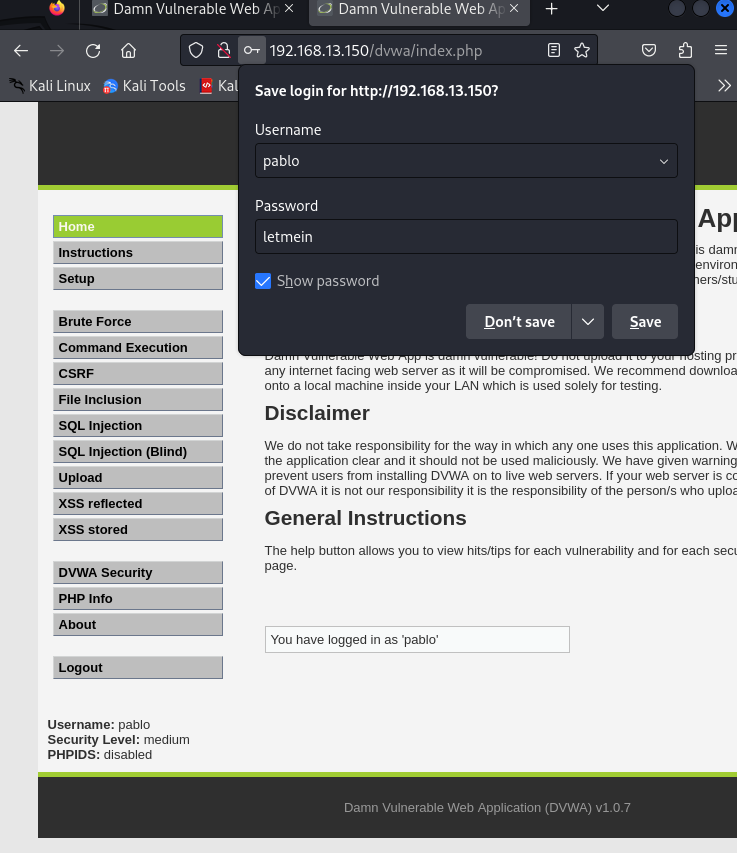 Damn Vulnerable Web Ap
Damn Vulnerable Web Ap
192.168.13.150/dvwa/index.php
Kali Linux
Kali Tools
Kal
Save login for http://192.168.13.150?
Username
pablo
Password
letmein
Show password
Don’t save
Save
Home
Instructions
Setup
Brute Force
Command Execution
CSRF
File Inclusion
SQL Injection
SQL Injection (Blind)
Upload
XSS reflected
XSS stored
DVWA Security
PHP Info
About
Logout
App
is damn
environ
ners/stu
Damn Vulnerable Web App is damn vulnerable! Do not upload it to your hosting pr
any internet facing web server as it will be compromised. We recommend downloa
onto a local machine inside your LAN which is used solely for testing.
Disclaimer
We do not take responsibility for the way in which any one uses this application. W
the application clear and it should not be used maliciously. We have given warning
prevent users from installing DVWA on to live web servers. If your web server is co
of DVWA it is not our responsibility it is the responsibility of the person/s who uploa
General Instructions
The help button allows you to view hits/tips for each vulnerability and for each secu
page.
You have logged in as 'pablo'
Username: pablo
Security Level: medium
PHPIDS: disabled
Damn Vulnerable Web Application (DVWA) v1.0.7